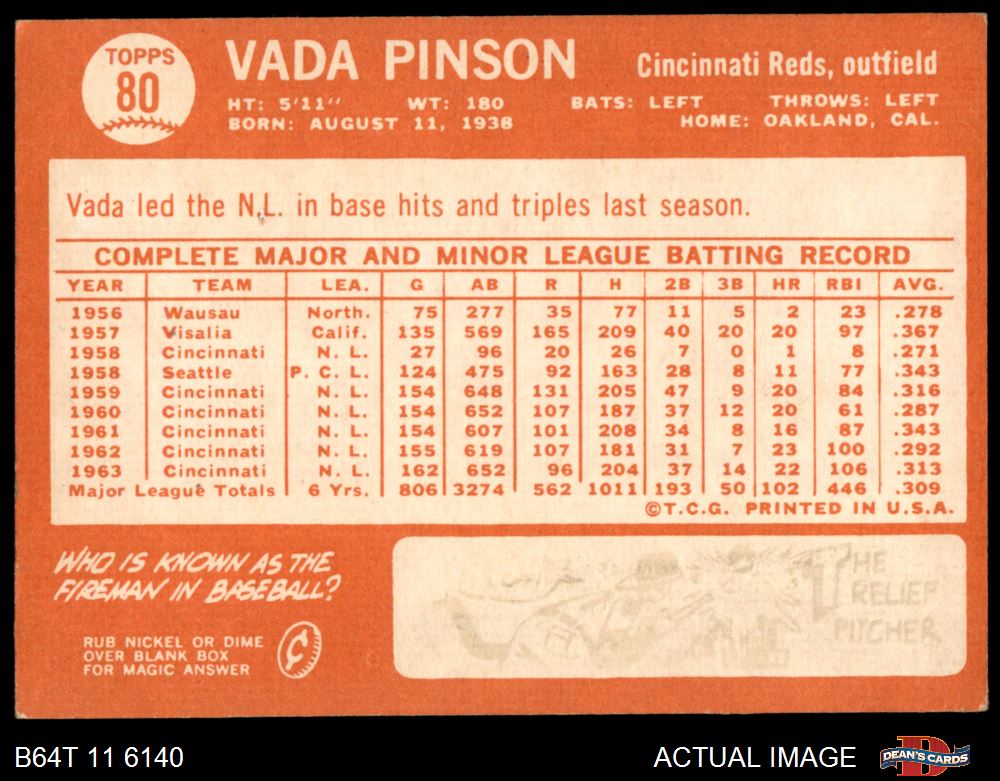 TOPPS
80
VADA PINSON
Cincinnati Reds, outfield
HT: 5'11" WT: 180 BATS: LEFT THROWS: LEFT
BORN: AUGUST 11, 1938 HOME: OAKLAND, CAL.
Vada led the N.L. in base hits and triples last season.
COMPLETE MAJOR AND MINOR LEAGUE BATTING RECORD
YEAR TEAM LEA. G AB R H 2B 3B HR RBI AVG.
1956 Wausau North. 75 277 35 77 11 5 2 23 .278
1957 Visalia Calif. 135 569 165 209 40 20 20 97 .367
1958 Cincinnati N. L. 27 96 20 26 7 0 1 8 .271
1958 Seattle P. C. L. 124 475 92 163 28 8 11 77 .343
1959 Cincinnati N. L. 154 648 131 205 47 9 20 84 .316
1960 Cincinnati N. L. 154 652 107 187 37 12 20 61 .287
1961 Cincinnati N. L. 154 607 101 208 34 8 16 87 .343
1962 Cincinnati N. L. 155 619 107 181 31 7 23 100 .292
1963 Cincinnati N. L. 162 652 96 204 37 14 22 106 .313
Major League Totals 6 Yrs. 806 3274 562 1011 193 50 102 446 .309
©T.C.G. PRINTED IN U.S.A.
WHO IS KNOWN AS THE
FIREMAN IN BASEBALL?
RUB NICKEL OR DIME
OVER BLANK BOX
FOR MAGIC ANSWER
¢
THE
RELIEF
PITCHER
B64T 11 6140
ACTUAL IMAGE
D
DEAN'S CARDS